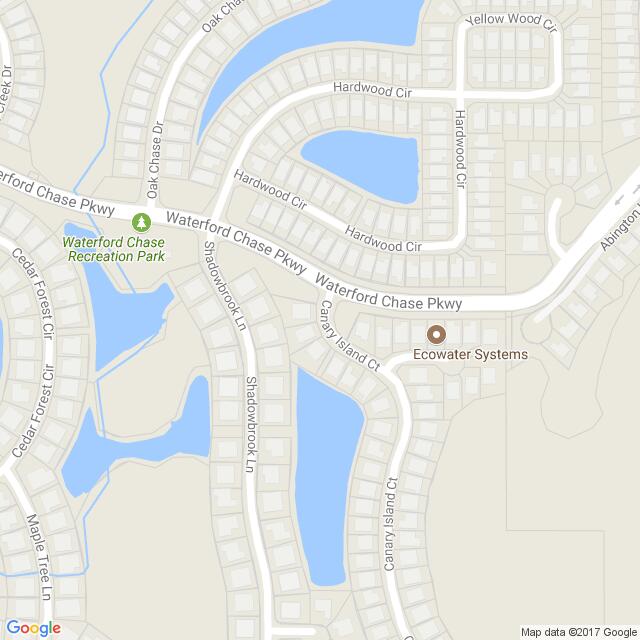 Yellow Wood Cir
Oak Chase
Creek Dr
Hardwood Cir
Hardwood Cir
Oak Chase Dr
Hardwood Cir
Hardwood Cir
Waterford Chase Pkwy
Waterford Chase Pkwy
Waterford Chase Pkwy
Abington
Waterford Chase
Recreation Park
Shadowbrook Ln
Cedar Forest Cir
Canary Island Ct
Ecowater Systems
Cedar Forest Cir
Shadowbrook Ln
Canary Island Ct
Maple Tree Ln
Google
Map data ©2017 Google